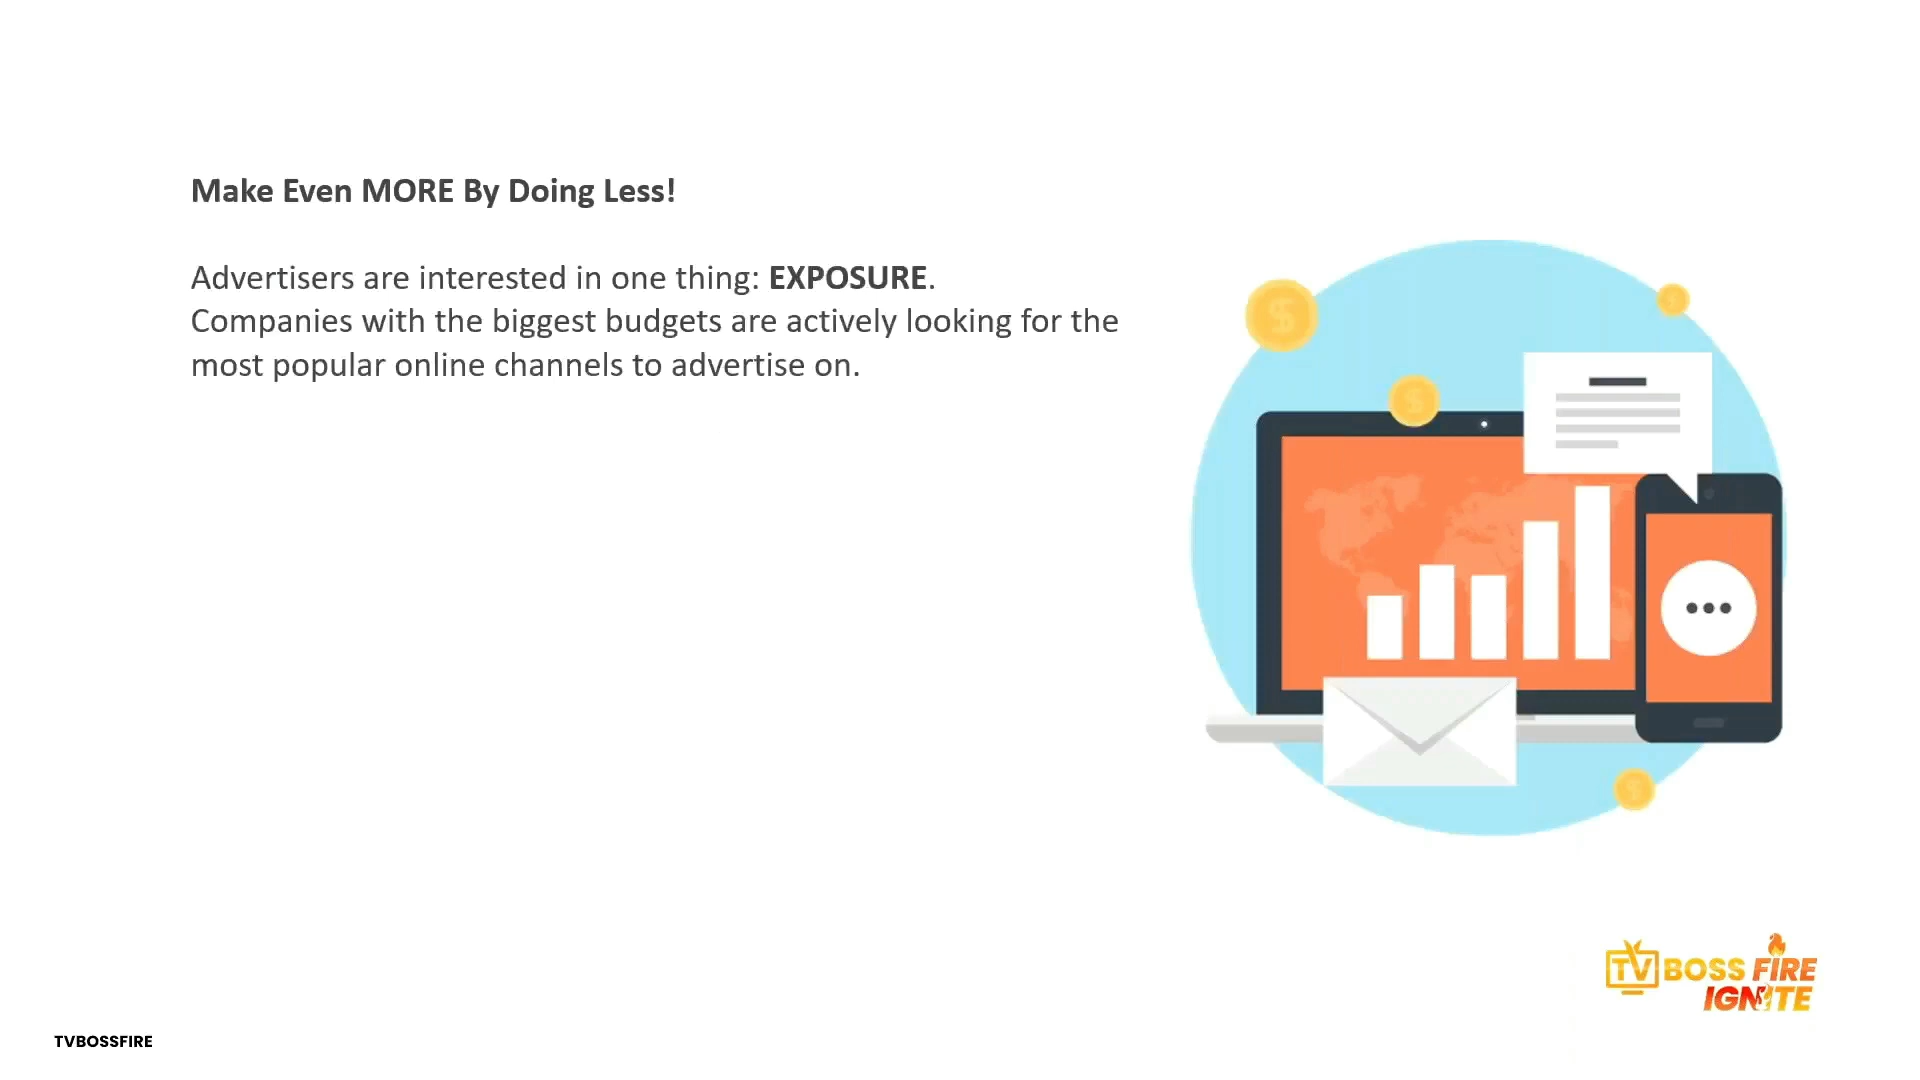 Make Even MORE By Doing Less!
Advertisers are interested in one thing: EXPOSURE.
Companies with the biggest budgets are actively looking for the
most popular online channels to advertise on.
TV BOSS FIRE
IGNITE
TVBOSSFIRE